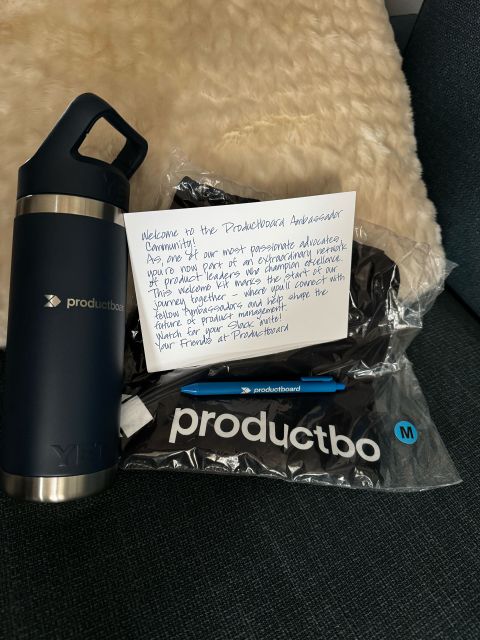 Welcome to the Productboard Ambassador
Community!
As one of our most passionate advocates,
you're now part of an extraordinary network
of product leaders who champion excellence.
This welcome kit marks the start of our
journey together - where you'll connect with
fellow Ambassadors and help shape the
future of product management.
Watch for your Slack invite!
Your Friends at Productboard
productboard
YETI
productboard
productbo
M